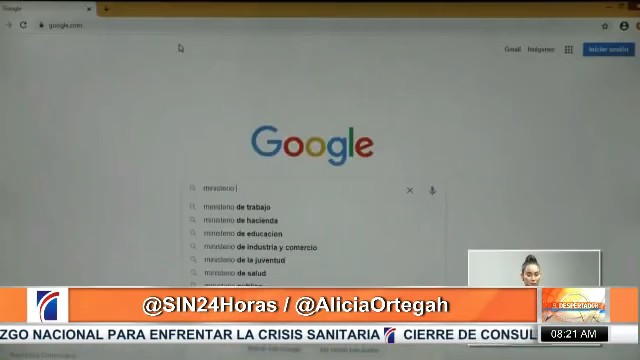 Google
google.com
Gmail Imágenes Iniciar sesión
Google
ministerio
ministerio de trabajo
ministerio de hacienda
ministerio de educacion
ministerio de industria y comercio
ministerio de la juventud
ministerio de salud
@SIN24Horas / @AliciaOrtegah
EL DESPERTADOR
ZGO NACIONAL PARA ENFRENTAR LA CRISIS SANITARIA CIERRE DE CONSUL
08:21 AM